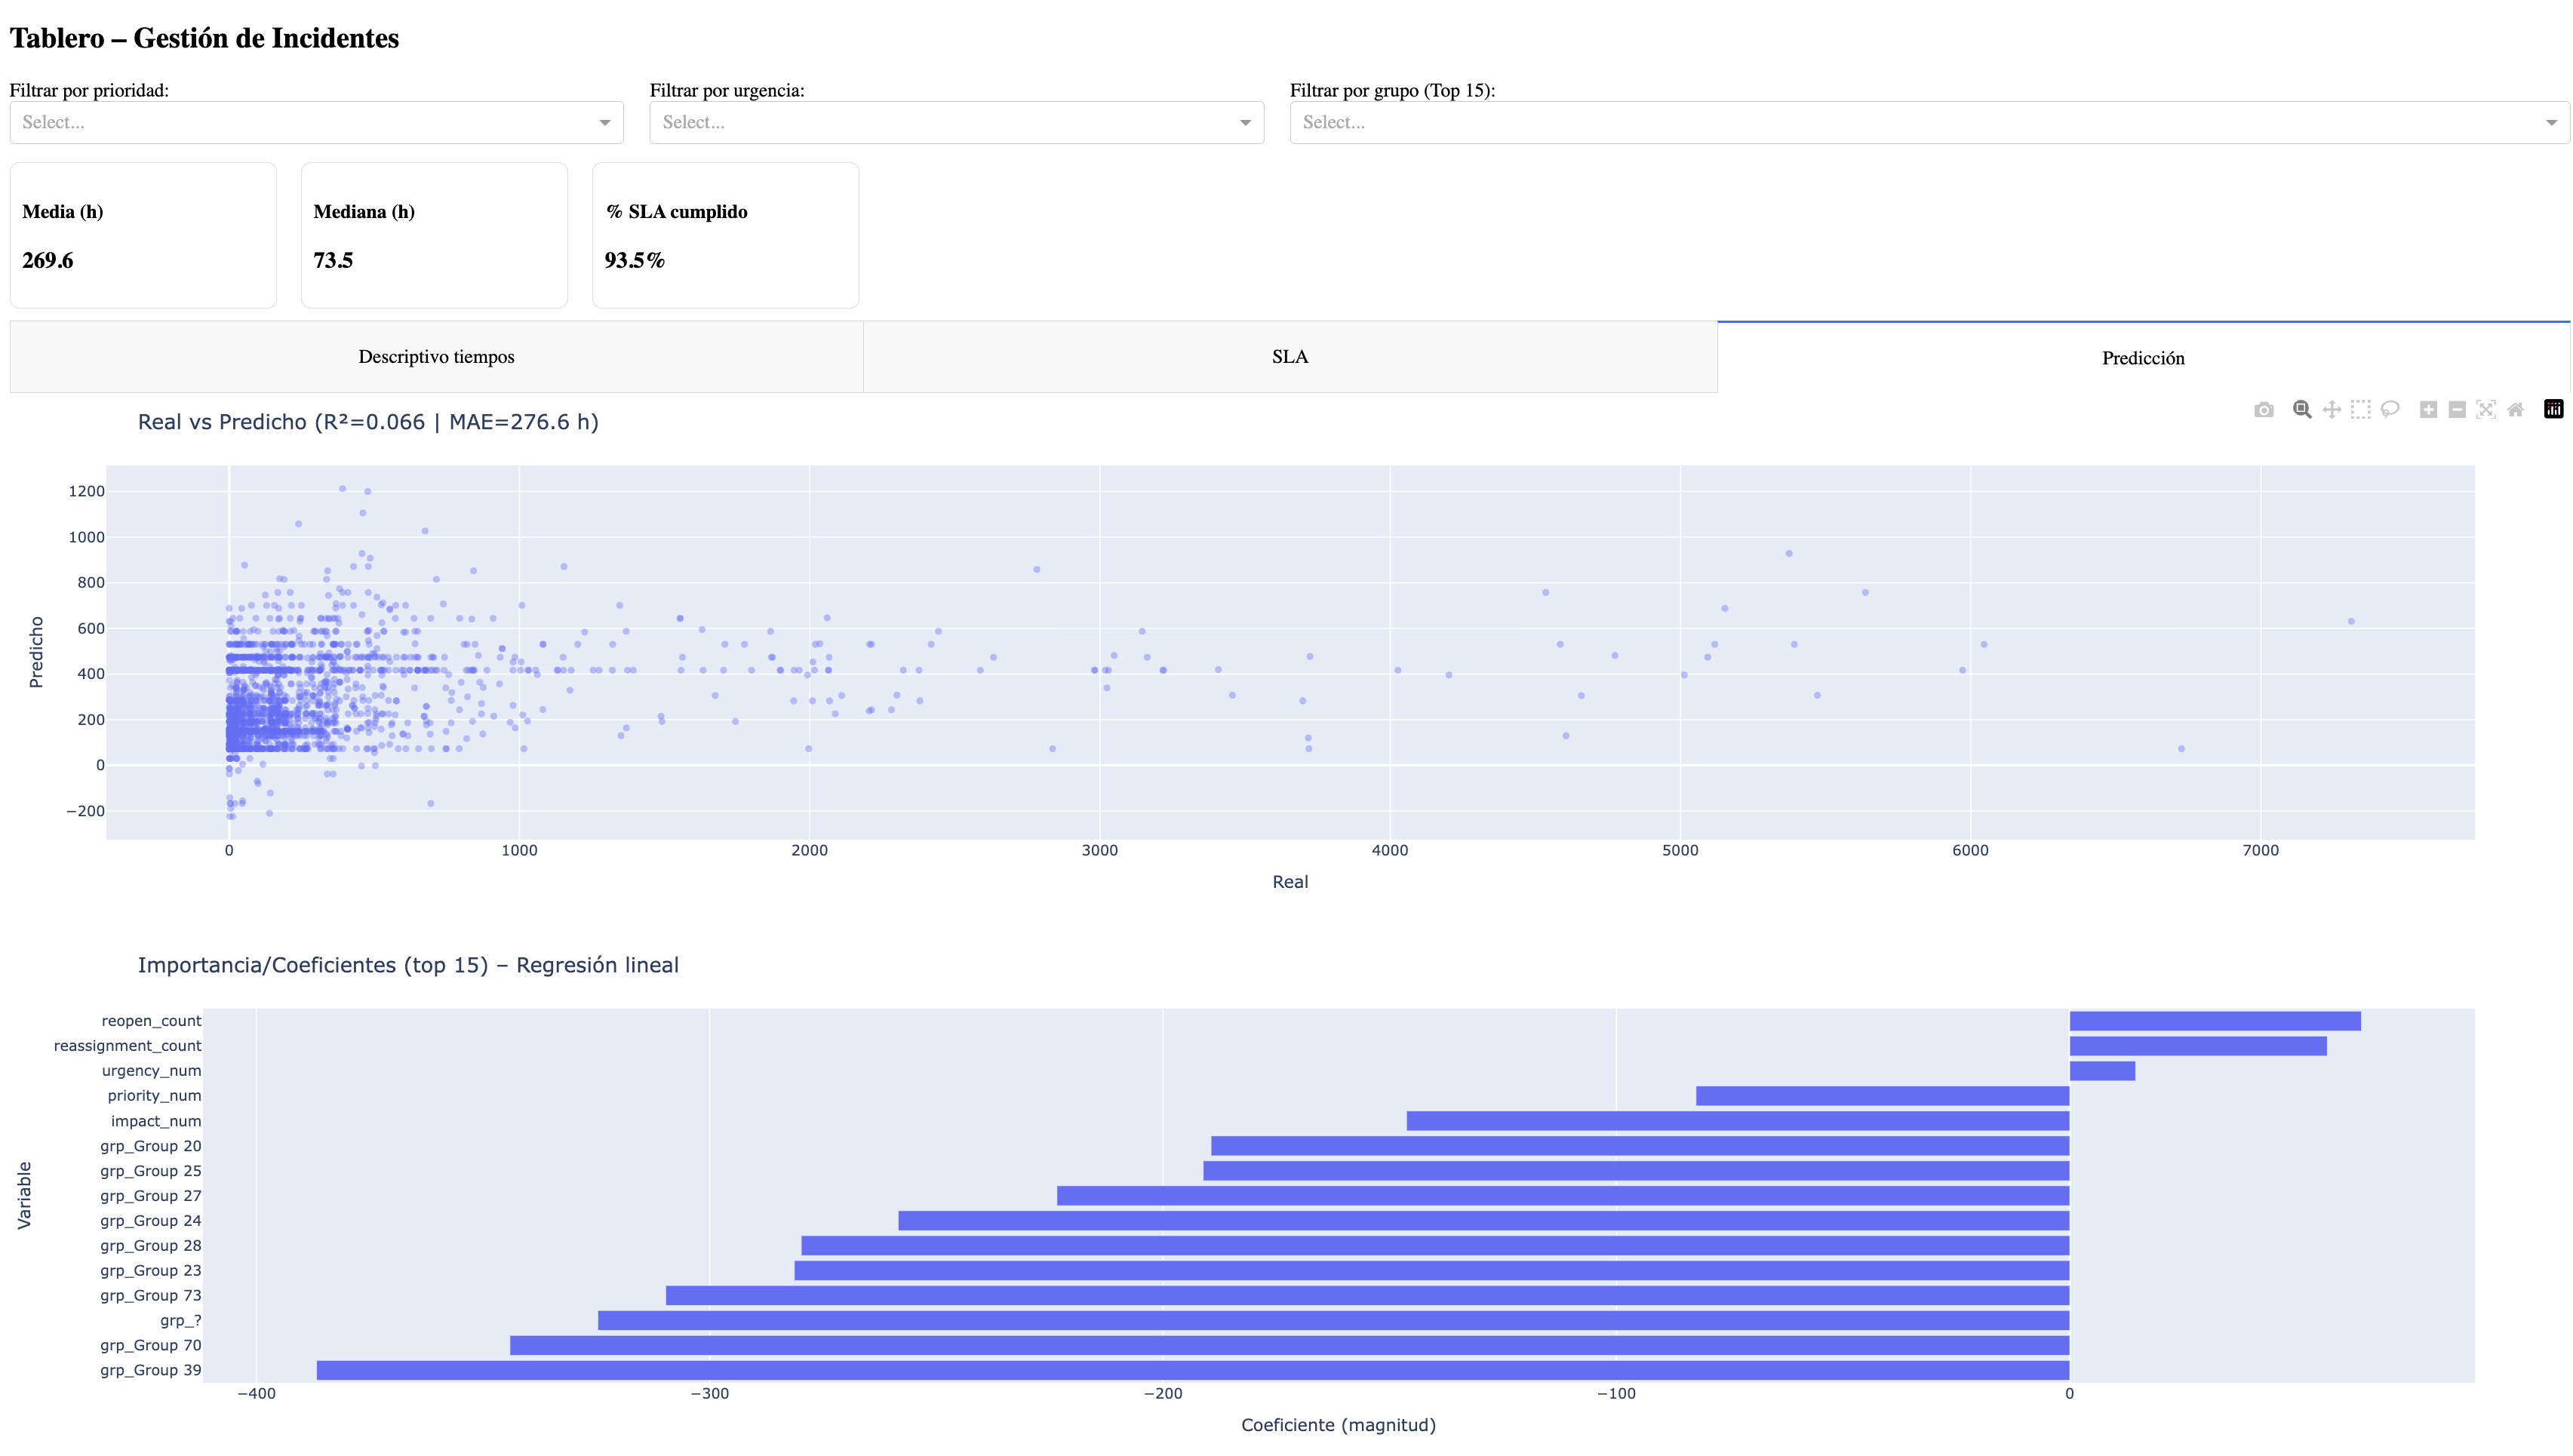 Tablero – Gestión de Incidentes
Filtrar por prioridad:
Filtrar por urgencia:
Filtrar por grupo (Top 15):
Select...
Select...
Select...
Media (h)
269.6
Mediana (h)
73.5
% SLA cumplido
93.5%
Descriptivo tiempos
SLA
Predicción
Real vs Predicho (R²=0.066 | MAE=276.6 h)
Predicho
1200
1000
800
600
400
200
0
−200
0
1000
2000
3000
4000
5000
6000
7000
Real
Importancia/Coeficientes (top 15) – Regresión lineal
Variable
reopen_count
reassignment_count
urgency_num
priority_num
impact_num
grp_Group 20
grp_Group 25
grp_Group 27
grp_Group 24
grp_Group 28
grp_Group 23
grp_Group 73
grp_?
grp_Group 70
grp_Group 39
−400
−300
−200
−100
0
Coeficiente (magnitud)